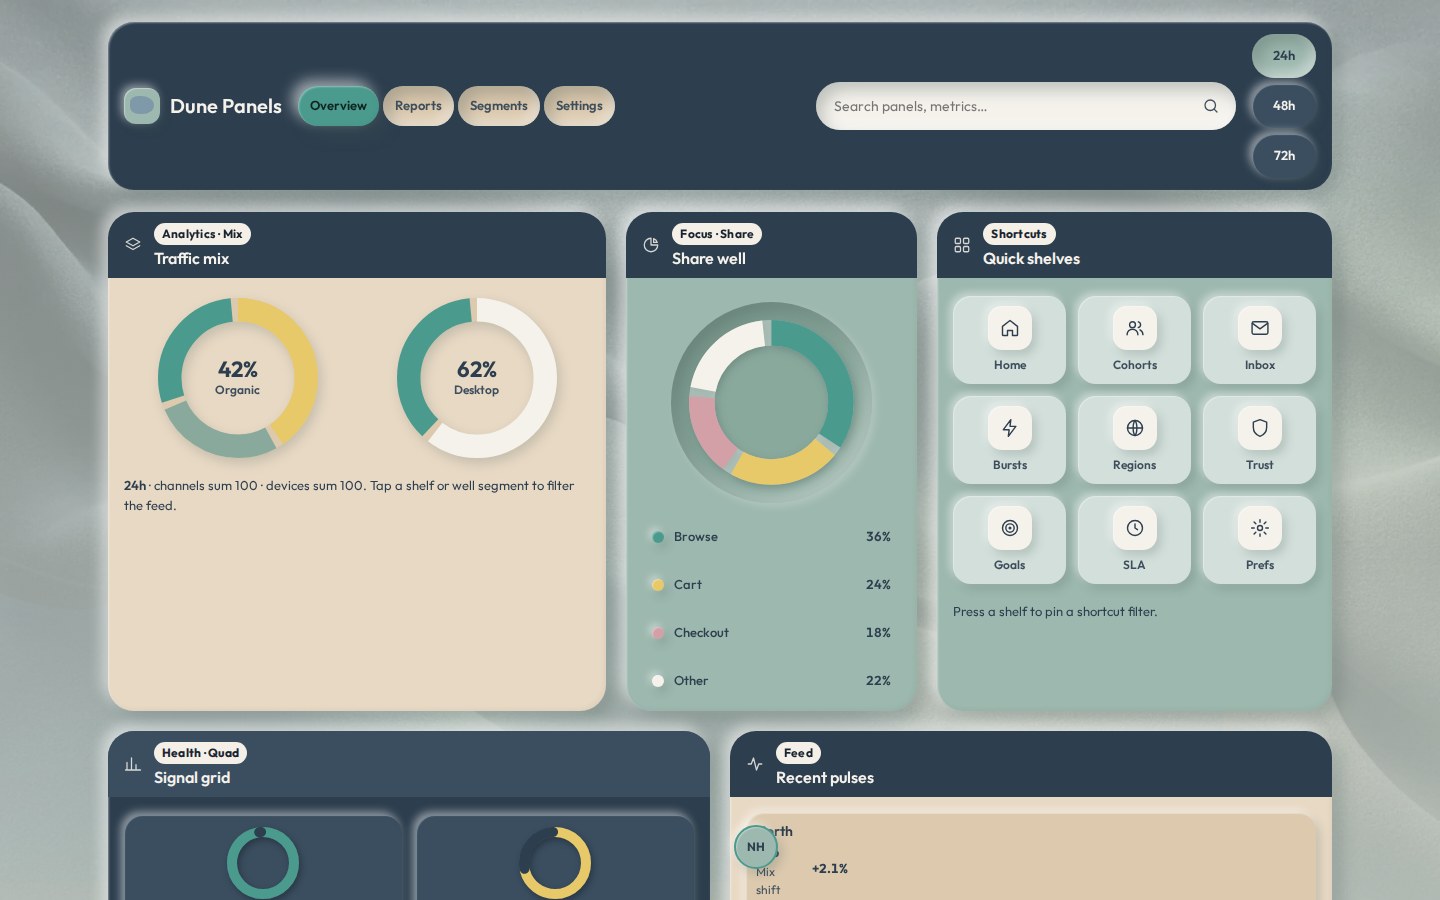 Dune Panels
Overview
Reports
Segments
Settings
Search panels, metrics…
24h
48h
72h
Analytics · Mix
Traffic mix
42%
Organic
62%
Desktop
24h · channels sum 100 · devices sum 100. Tap a shelf or well segment to filter
the feed.
Focus · Share
Share well
Browse 36%
Cart 24%
Checkout 18%
Other 22%
Shortcuts
Quick shelves
Home
Cohorts
Inbox
Bursts
Regions
Trust
Goals
SLA
Prefs
Press a shelf to pin a shortcut filter.
Health · Quad
Signal grid
Feed
Recent pulses
NH
+2.1%
Mix
shift